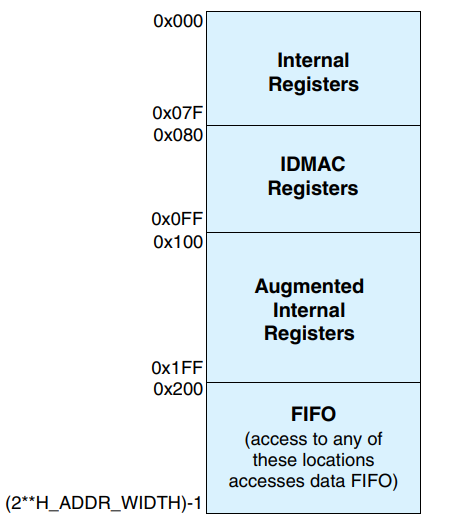 0x000
Internal
Registers
0x07F
0x080
IDMAC
Registers
0x0FF
0x100
Augmented
Internal
Registers
0x1FF
0x200
FIFO
(access to any of
these locations
accesses data FIFO)
(2**H_ADDR_WIDTH)-1